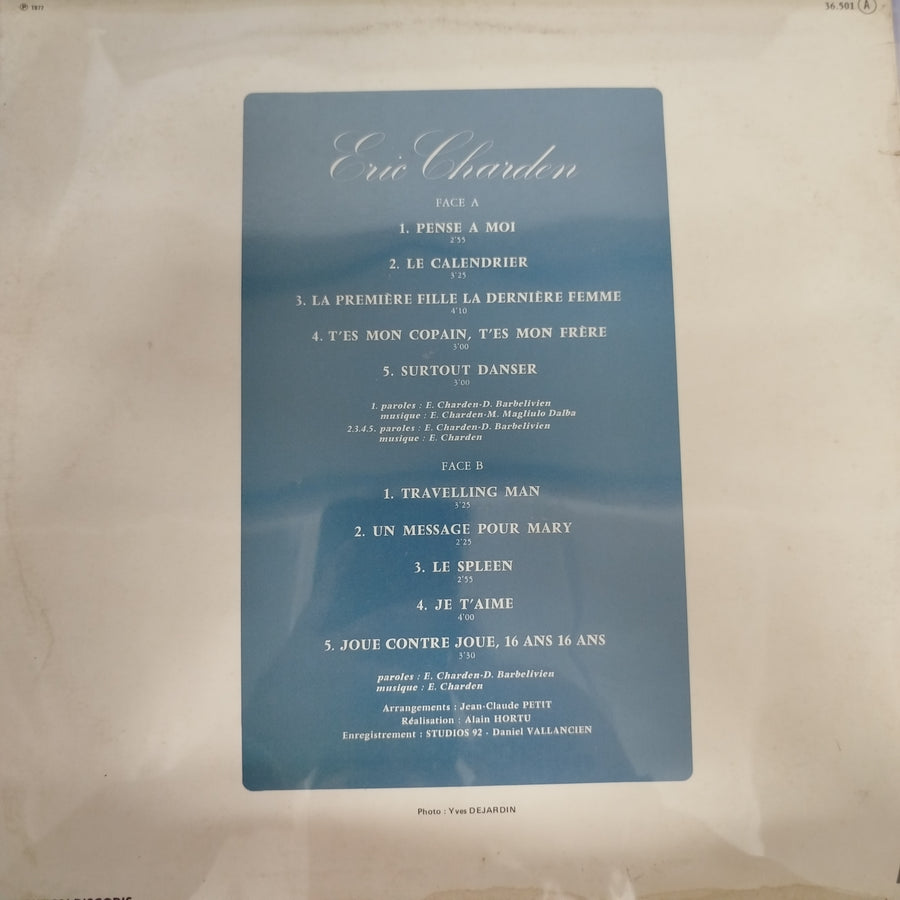 ℗ 1977
36.501 A
Eric Charden
FACE A
1. PENSE A MOI
2'55
2. LE CALENDRIER
3'25
3. LA PREMIÈRE FILLE LA DERNIÈRE FEMME
4'10
4. T'ES MON COPAIN, T'ES MON FRÈRE
3'00
5. SURTOUT DANSER
3'00
1. paroles : E. Charden-D. Barbelivien
musique : E. Charden-M. Magliulo Dalba
2.3.4.5. paroles : E. Charden-D. Barbelivien
musique : E. Charden
FACE B
1. TRAVELLING MAN
3'25
2. UN MESSAGE POUR MARY
2'25
3. LE SPLEEN
2'55
4. JE T'AIME
4'00
5. JOUE CONTRE JOUE, 16 ANS 16 ANS
3'30
paroles : E. Charden-D. Barbelivien
musique : E. Charden
Arrangements : Jean-Claude PETIT
Réalisation : Alain HORTU
Enregistrement : STUDIOS 92 - Daniel VALLANCIEN
Photo : Yves DEJARDIN